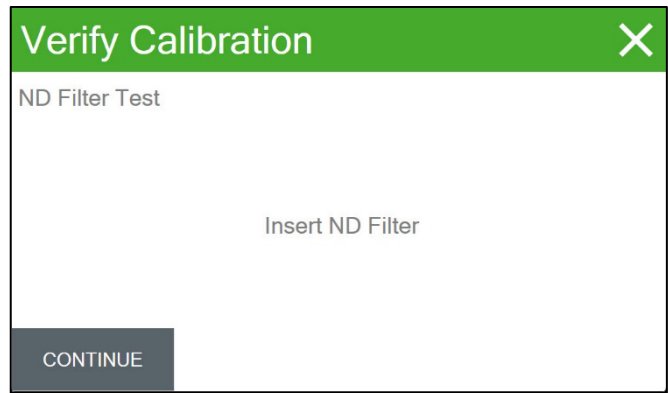 Verify Calibration
ND Filter Test
Insert ND Filter
CONTINUE